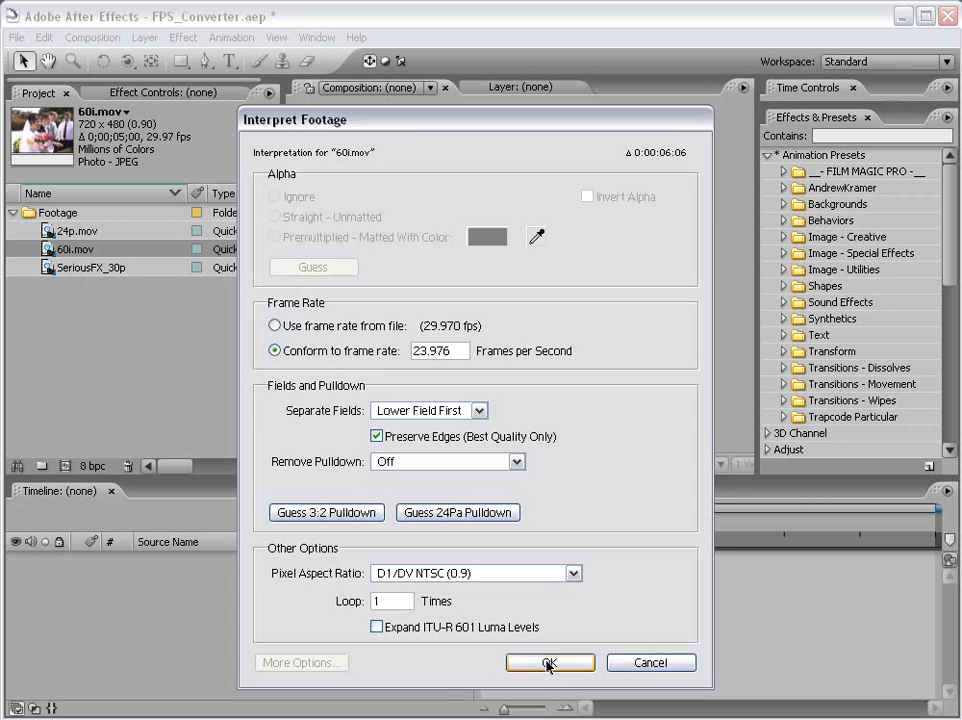 Adobe After Effects - FPS_Converter.aep *
File Edit Composition Layer Effect Animation View Window Help
Workspace: Standard
Project Effect Controls: (none) Composition: (none) Layer: (none) Time Controls
60i.mov
720 x 480 (0.90)
Δ 0;00;05;00, 29.97 fps
Millions of Colors
Photo - JPEG
Name Type
Footage Folde
24p.mov Quick
60i.mov Quick
SeriousFX_30p Quick
8 bpc
Interpret Footage
Interpretation for "60i.mov" Δ 0:00:06:06
Alpha
Ignore Invert Alpha
Straight - Unmatted
Premultiplied - Matted With Color:
Guess
Frame Rate
Use frame rate from file: (29.970 fps)
Conform to frame rate: 23.976 Frames per Second
Fields and Pulldown
Separate Fields: Lower Field First
Preserve Edges (Best Quality Only)
Remove Pulldown: Off
Guess 3:2 Pulldown Guess 24Pa Pulldown
Other Options
Pixel Aspect Ratio: D1/DV NTSC (0.9)
Loop: 1 Times
Expand ITU-R 601 Luma Levels
More Options... OK Cancel
Effects & Presets
Contains:
* Animation Presets
__- FILM MAGIC PRO -__
AndrewKramer
Backgrounds
Behaviors
Image - Creative
Image - Special Effects
Image - Utilities
Shapes
Sound Effects
Synthetics
Text
Transform
Transitions - Dissolves
Transitions - Movement
Transitions - Wipes
Trapcode Particular
3D Channel
Adjust
Timeline: (none)
# Source Name